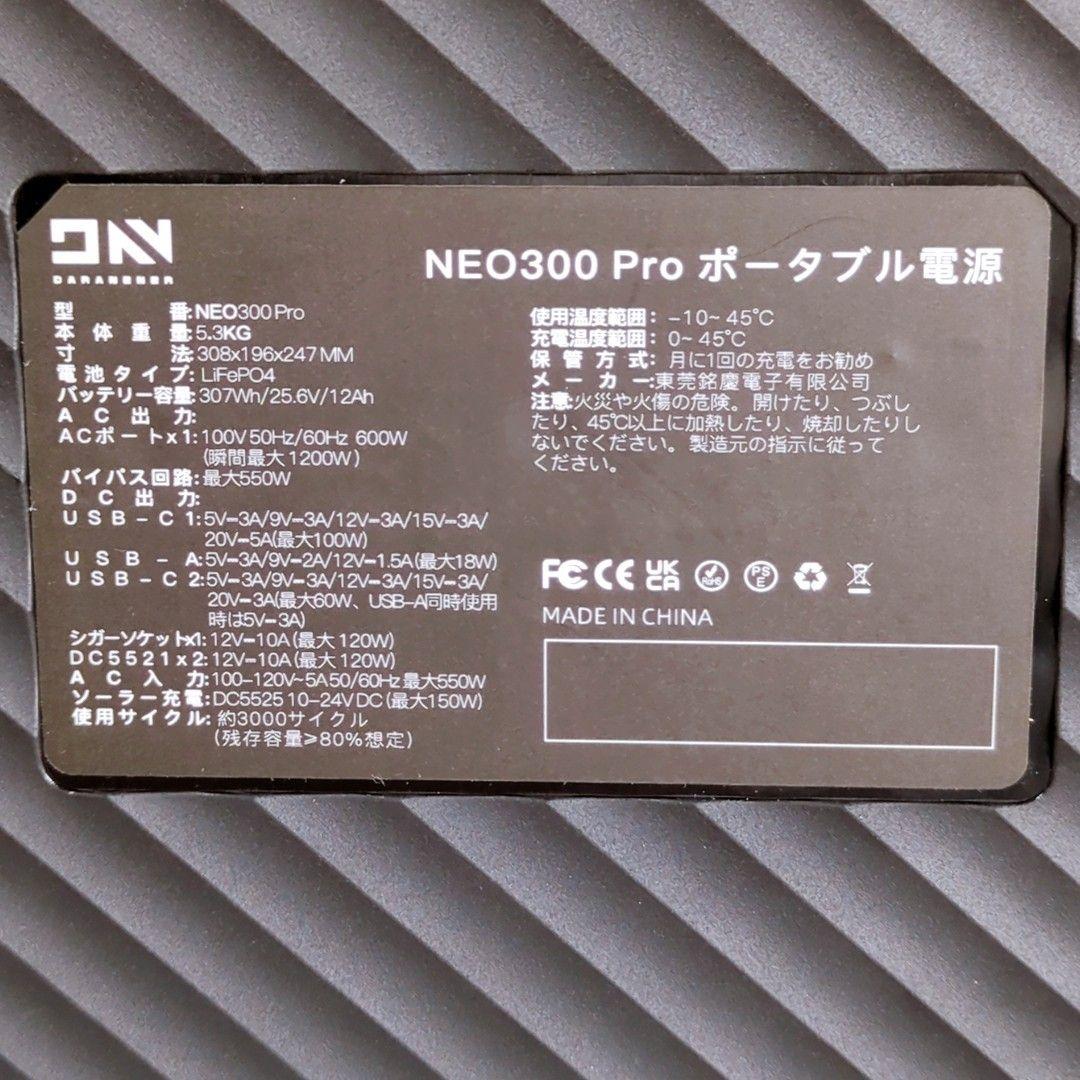 DARANENER
NEO300 Pro ポータブル電源
型番:NEO300 Pro
本体重量:5.3KG
寸法:308x196x247MM
電池タイプ:LiFePO4
バッテリー容量:307Wh/25.6V/12Ah
AC出力:
ACポートx1:100V 50Hz/60Hz 600W
(瞬間最大1200W)
バイパス回路:最大550W
DC出力:
USB-C1:5V⎓3A/9V⎓3A/12V⎓3A/15V⎓3A/
20V⎓5A(最大100W)
USB-A:5V⎓3A/9V⎓2A/12V⎓1.5A(最大18W)
USB-C2:5V⎓3A/9V⎓3A/12V⎓3A/15V⎓3A/
20V⎓3A(最大60W、USB-A同時使用
時は5V⎓3A)
シガーソケットx1:12V⎓10A(最大120W)
DC5521x2:12V⎓10A(最大120W)
AC入力:100-120V~5A 50/60Hz 最大550W
ソーラー充電:DC5525 10-24V DC(最大150W)
使用サイクル:約3000サイクル
(残存容量≥80%想定)
使用温度範囲:-10~45℃
充電温度範囲:0~45℃
保管方式:月に1回の充電をお勧め
メーカー:東莞銘慶電子有限公司
注意:火災や火傷の危険。開けたり、つぶし
たり、45℃以上に加熱したり、焼却したりし
ないでください。製造元の指示に従って
ください。
FC CE UK CA RoHS PSE
MADE IN CHINA